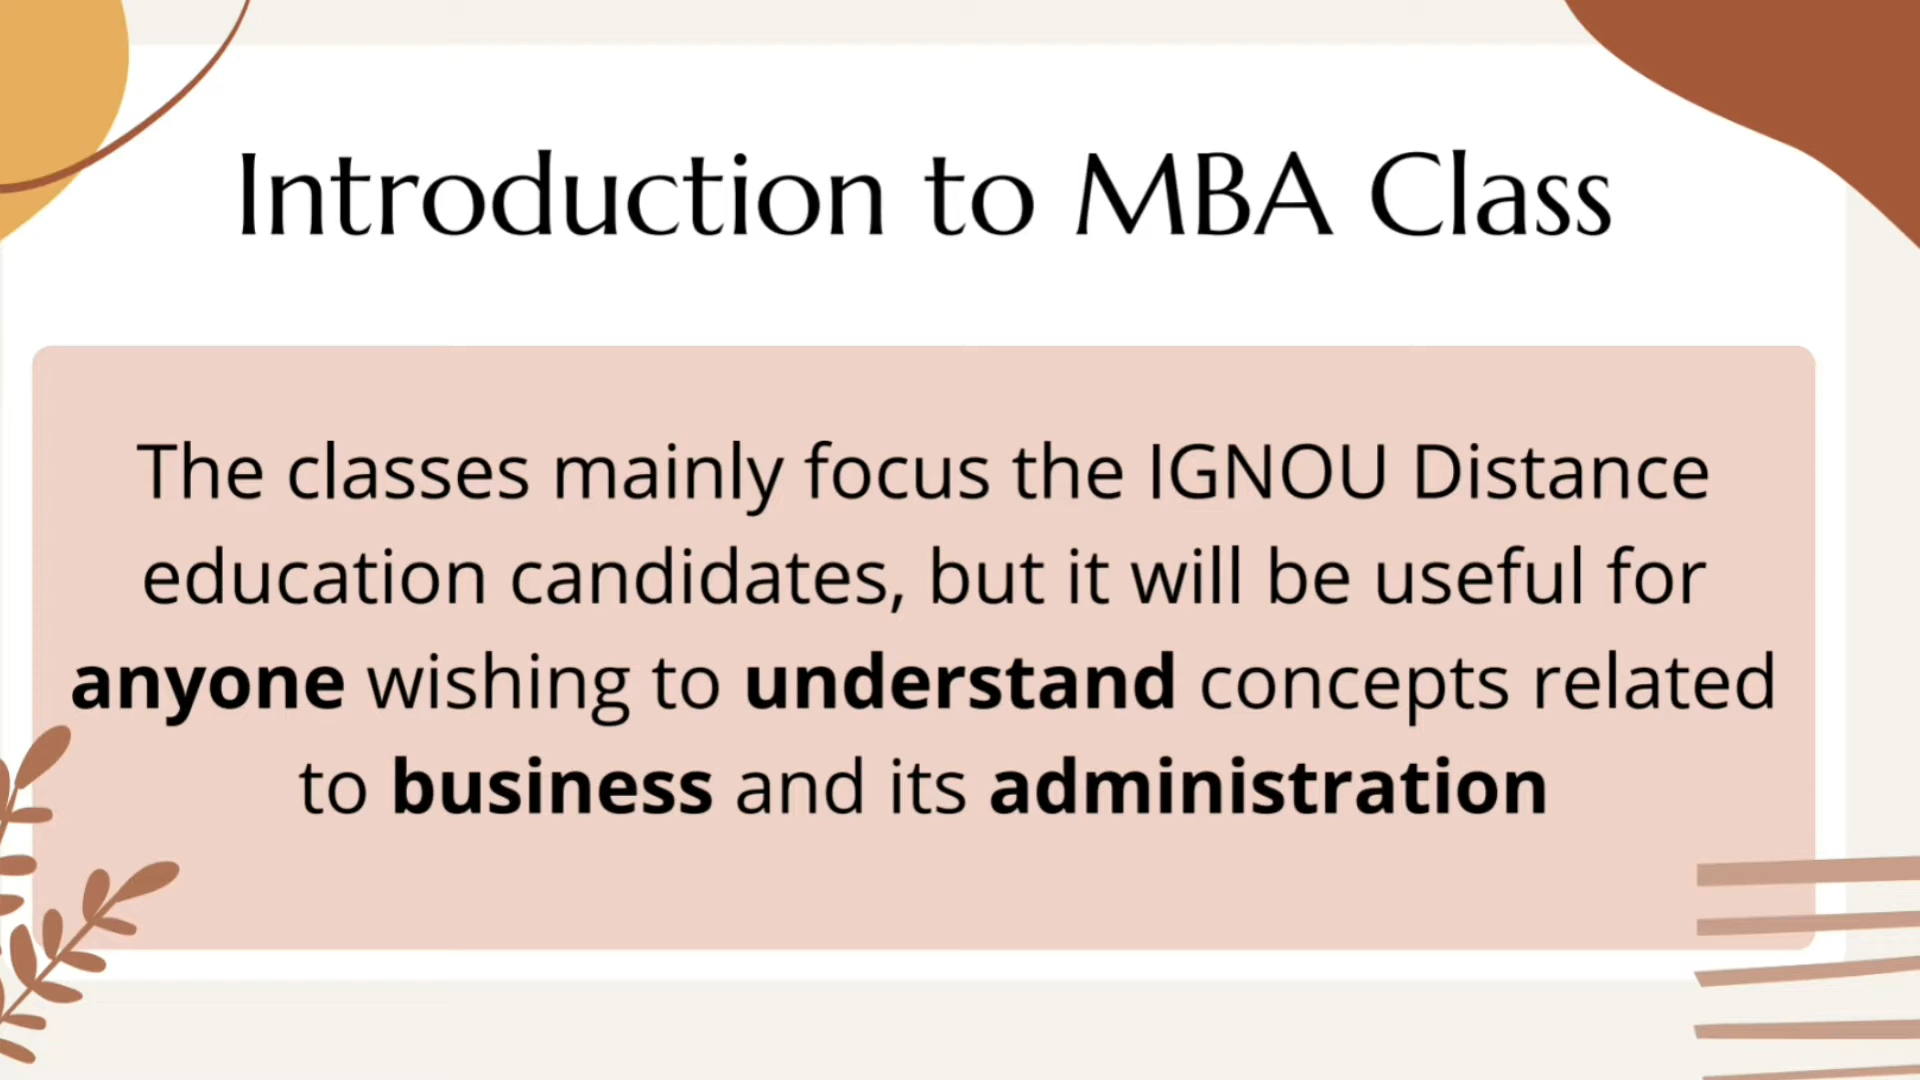 Introduction to MBA Class
The classes mainly focus the IGNOU Distance
education candidates, but it will be useful for
anyone wishing to understand concepts related
to business and its administration